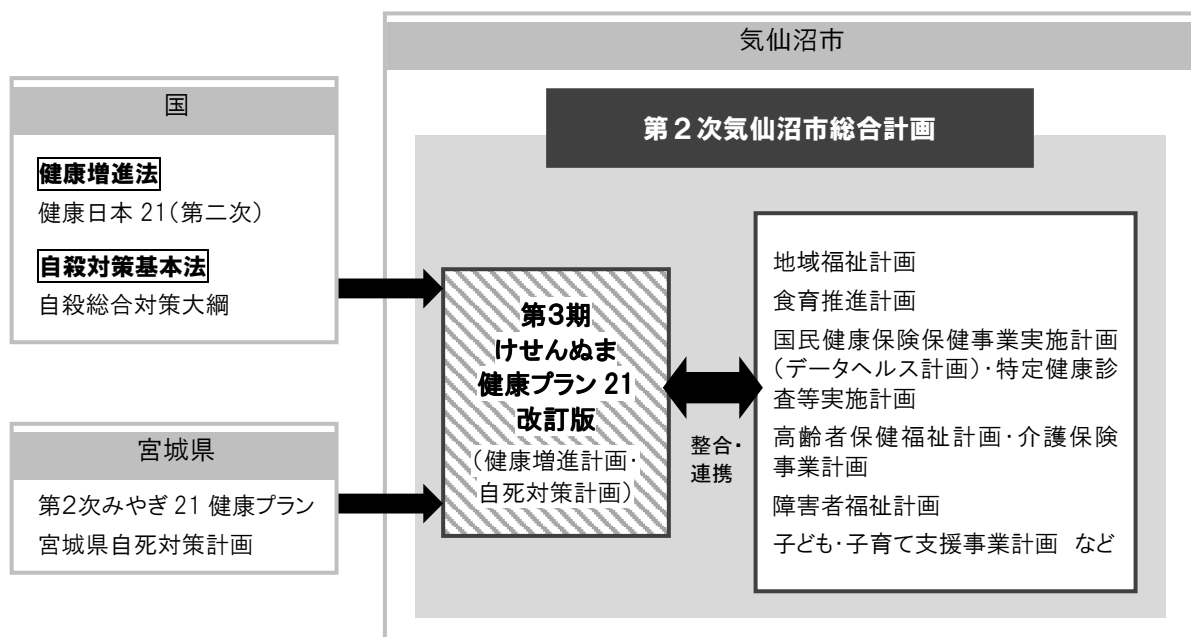 気仙沼市
国
健康増進法
健康日本 21（第二次）
自殺対策基本法
自殺総合対策大綱
宮城県
第2次みやぎ 21 健康プラン
宮城県自死対策計画
第２次気仙沼市総合計画
第3期
けせんぬま
健康プラン 21
改訂版
（健康増進計画・
自死対策計画）
整合・
連携
地域福祉計画
食育推進計画
国民健康保険保健事業実施計画
（データヘルス計画）・特定健康診
査等実施計画
高齢者保健福祉計画・介護保険
事業計画
障害者福祉計画
子ども・子育て支援事業計画　など